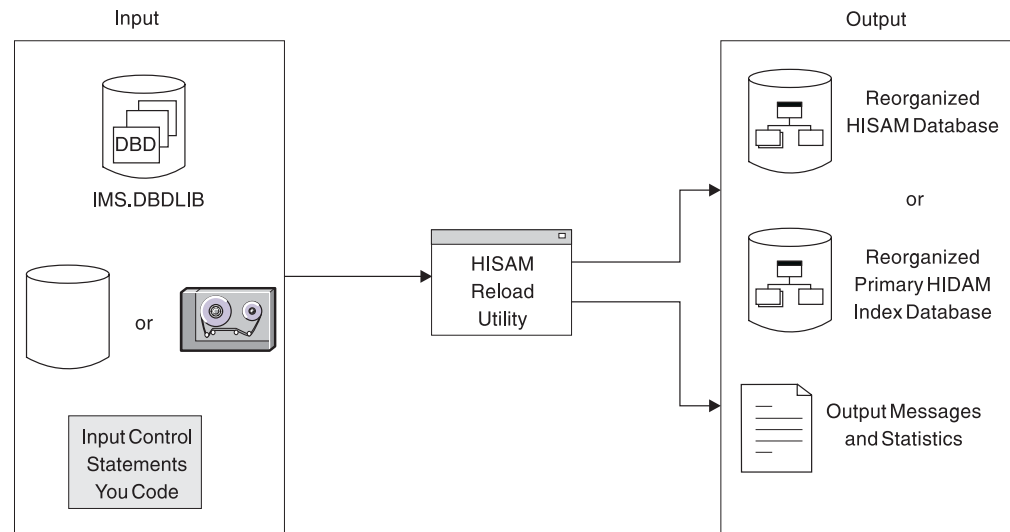 Input
DBD
IMS.DBDLIB
or
Input Control
Statements
You Code
HISAM
Reload
Utility
Output
Reorganized
HISAM Database
or
Reorganized
Primary HIDAM
Index Database
Output Messages
and Statistics